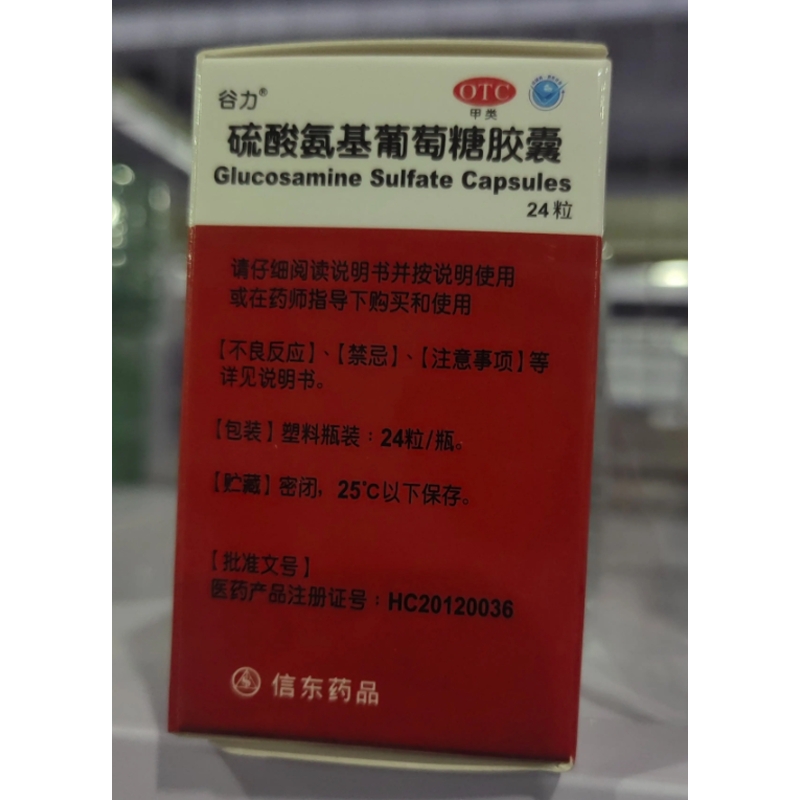 谷力®
OTC
甲类
硫酸氨基葡萄糖胶囊
Glucosamine Sulfate Capsules
24粒
请仔细阅读说明书并按说明使用
或在药师指导下购买和使用
【不良反应】、【禁忌】、【注意事项】等
详见说明书。
【包装】塑料瓶装：24粒/瓶。
【贮藏】密闭，25℃以下保存。
【批准文号】
医药产品注册证号：HC20120036
信东药品